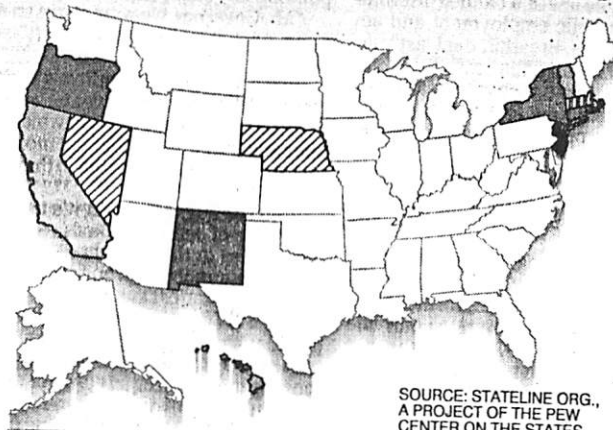 SOURCE: STATELINE ORG.,
A PROJECT OF THE PEW
CENTER ON THE STATES